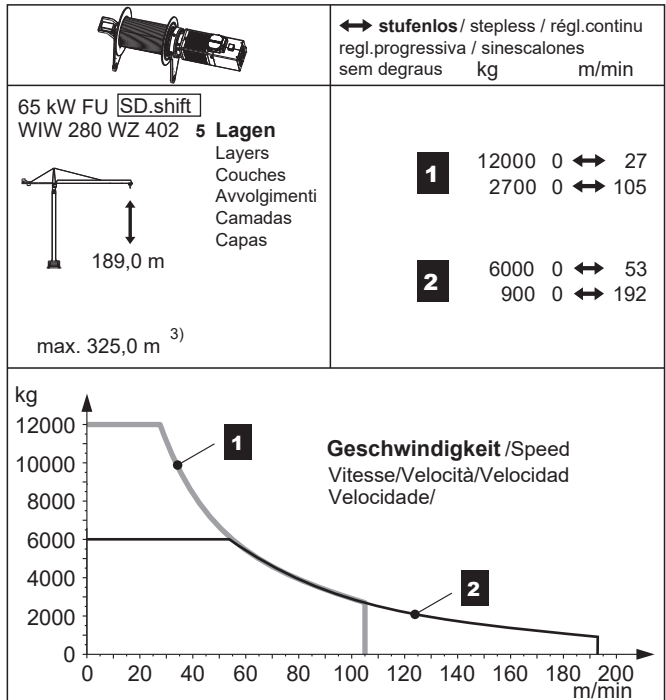 ↔ stufenlos / stepless / régl.continu
regl.progressiva / sinescalones
sem degraus kg m/min
65 kW FU SD.shift
WIW 280 WZ 402 5 Lagen
Layers
Couches
Avvolgimenti
Camadas
Capas
189,0 m
max. 325,0 m 3)
1 12000 0 ↔ 27
2700 0 ↔ 105
2 6000 0 ↔ 53
900 0 ↔ 192
kg
12000
10000
8000
6000
4000
2000
0
1
Geschwindigkeit /Speed
Vitesse/Velocità/Velocidad
Velocidade/
2
0 20 40 60 80 100 120 140 160 180 200
m/min